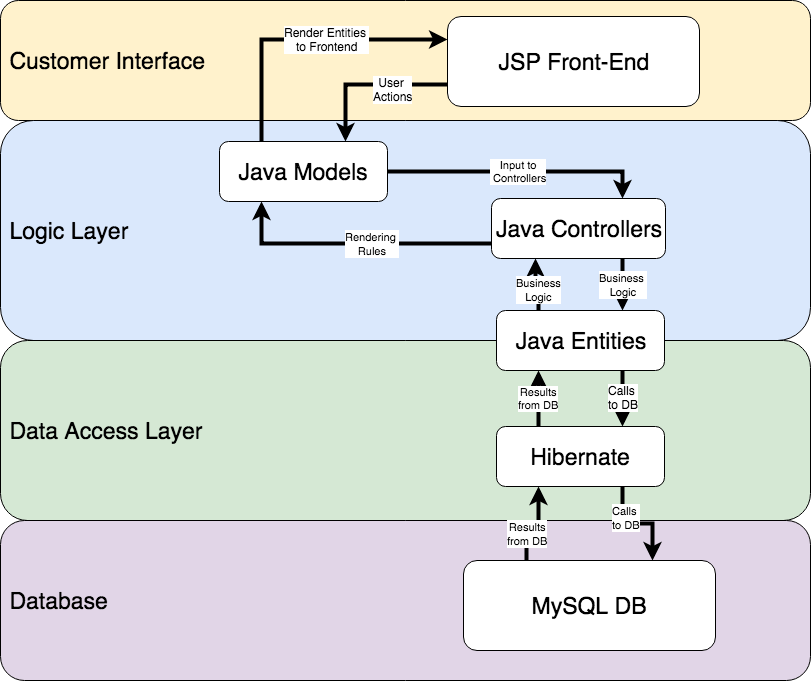 Customer Interface
Render Entities
to Frontend
JSP Front-End
User
Actions
Logic Layer
Java Models
Input to
Controllers
Java Controllers
Rendering
Rules
Business
Logic
Business
Logic
Java Entities
Data Access Layer
Results
from DB
Calls
to DB
Hibernate
Results
from DB
Calls
to DB
Database
MySQL DB